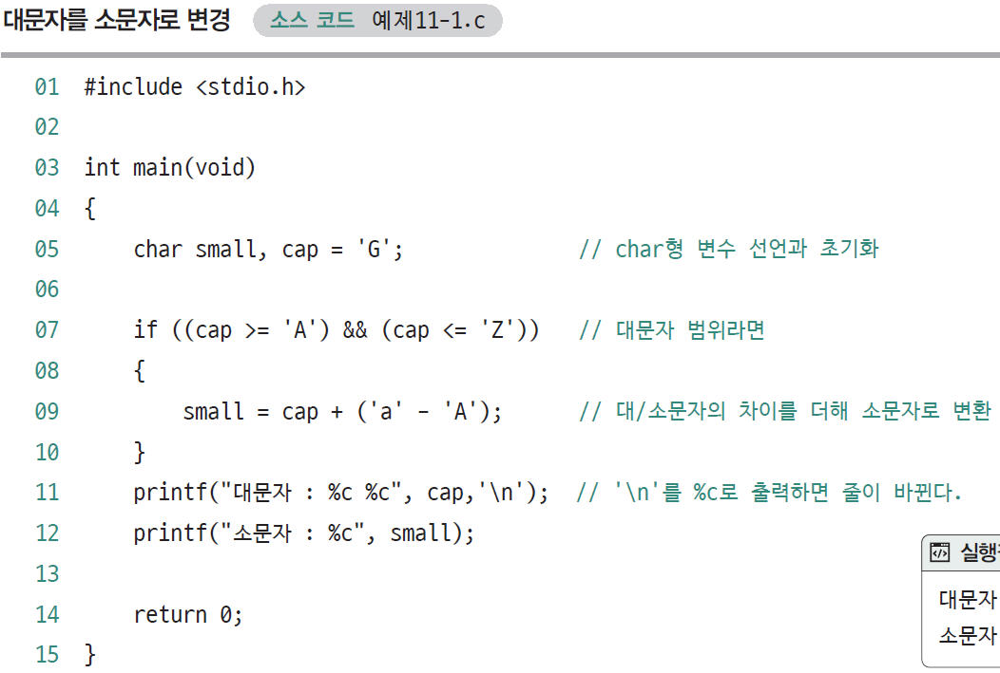 대문자를 소문자로 변경 소스 코드 예제11-1.c
01 #include <stdio.h>
02
03 int main(void)
04 {
05     char small, cap = 'G';              // char형 변수 선언과 초기화
06
07     if ((cap >= 'A') && (cap <= 'Z'))   // 대문자 범위라면
08     {
09         small = cap + ('a' - 'A');      // 대/소문자의 차이를 더해 소문자로 변환
10     }
11     printf("대문자 : %c %c", cap,'\n');  // '\n'를 %c로 출력하면 줄이 바뀐다.
12     printf("소문자 : %c", small);
실행
13
대문자
14     return 0;
소문자
15 }